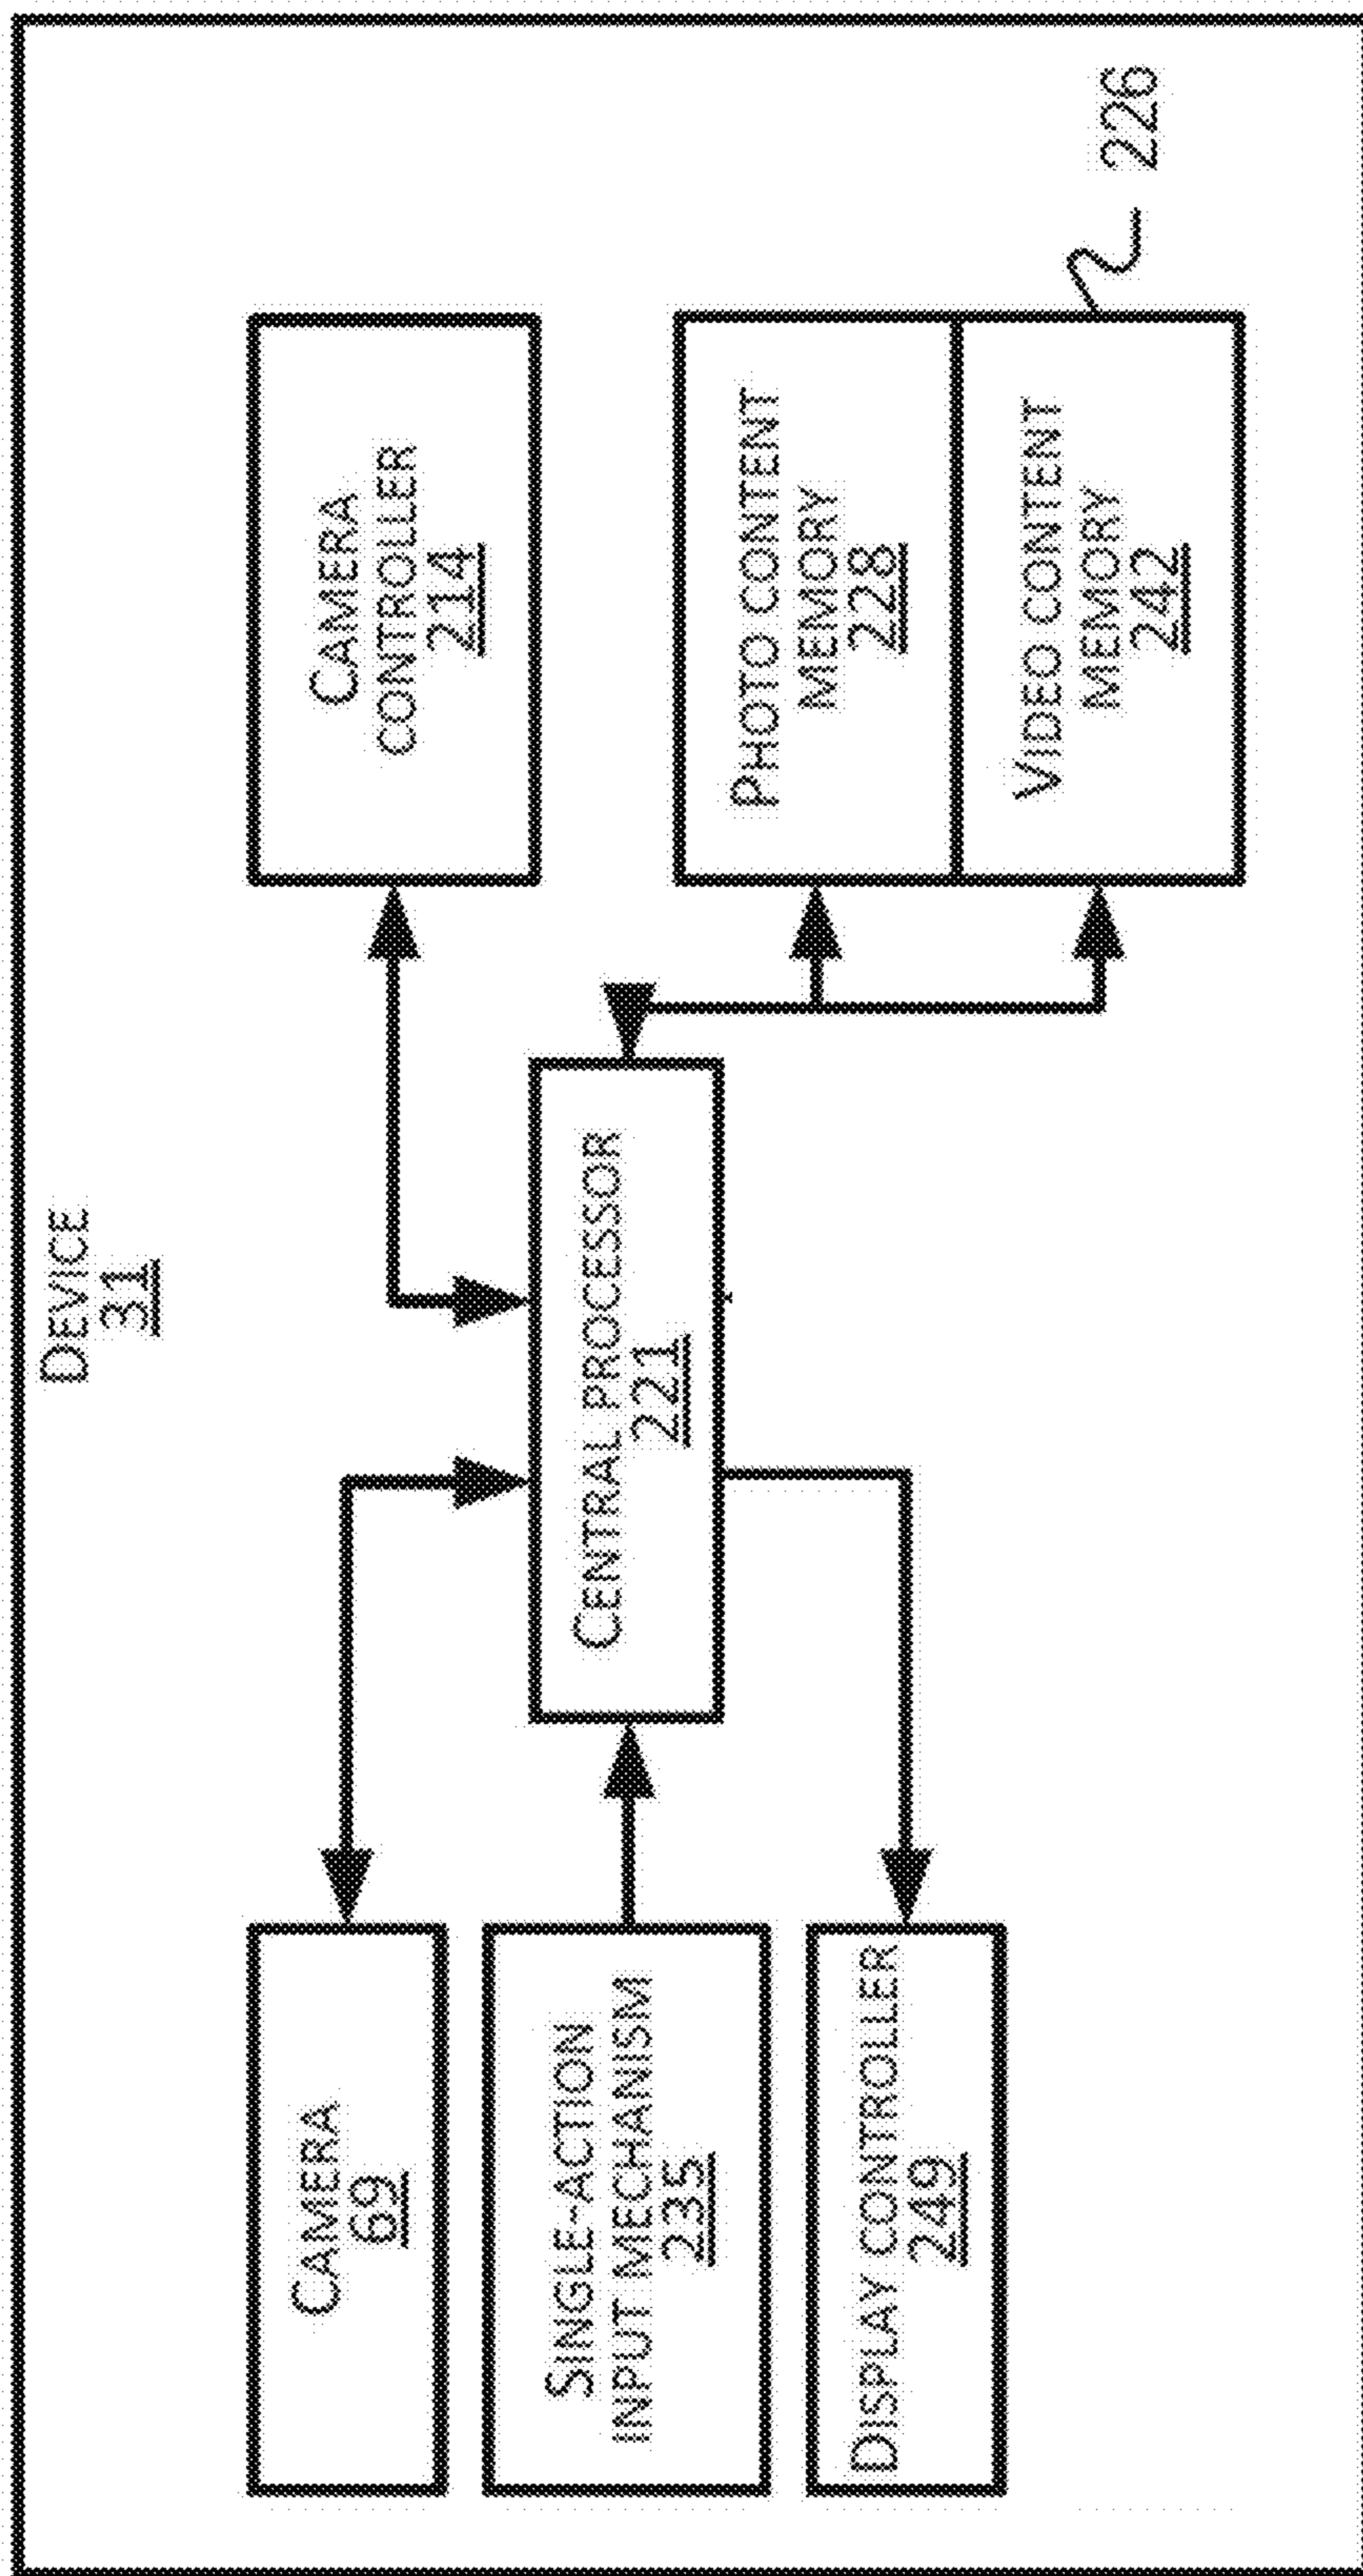 DEVICE
31
CAMERA
69
SINGLE-ACTION
INPUT MECHANISM
235
DISPLAY CONTROLLER
249
CENTRAL PROCESSOR
221
CAMERA
CONTROLLER
214
PHOTO CONTENT
MEMORY
228
VIDEO CONTENT
MEMORY
242
226